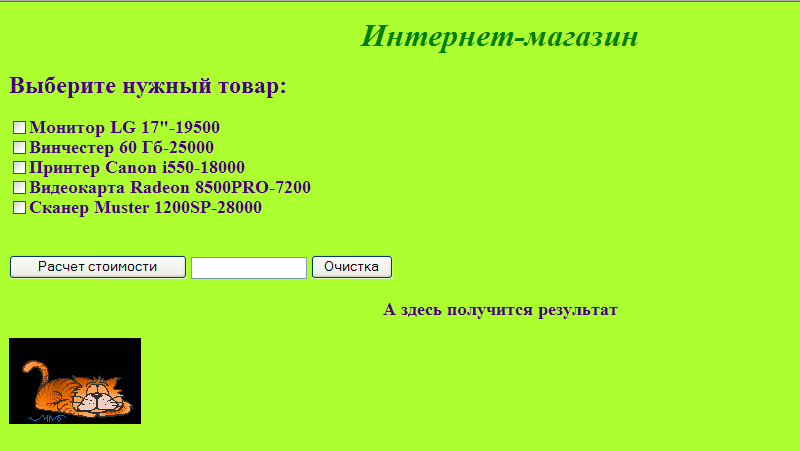 Интернет-магазин
Выберите нужный товар:
Монитор LG 17"-19500
Винчестер 60 Гб-25000
Принтер Canon i550-18000
Видеокарта Radeon 8500PRO-7200
Сканер Muster 1200SP-28000
Расчет стоимости Очистка
А здесь получится результат